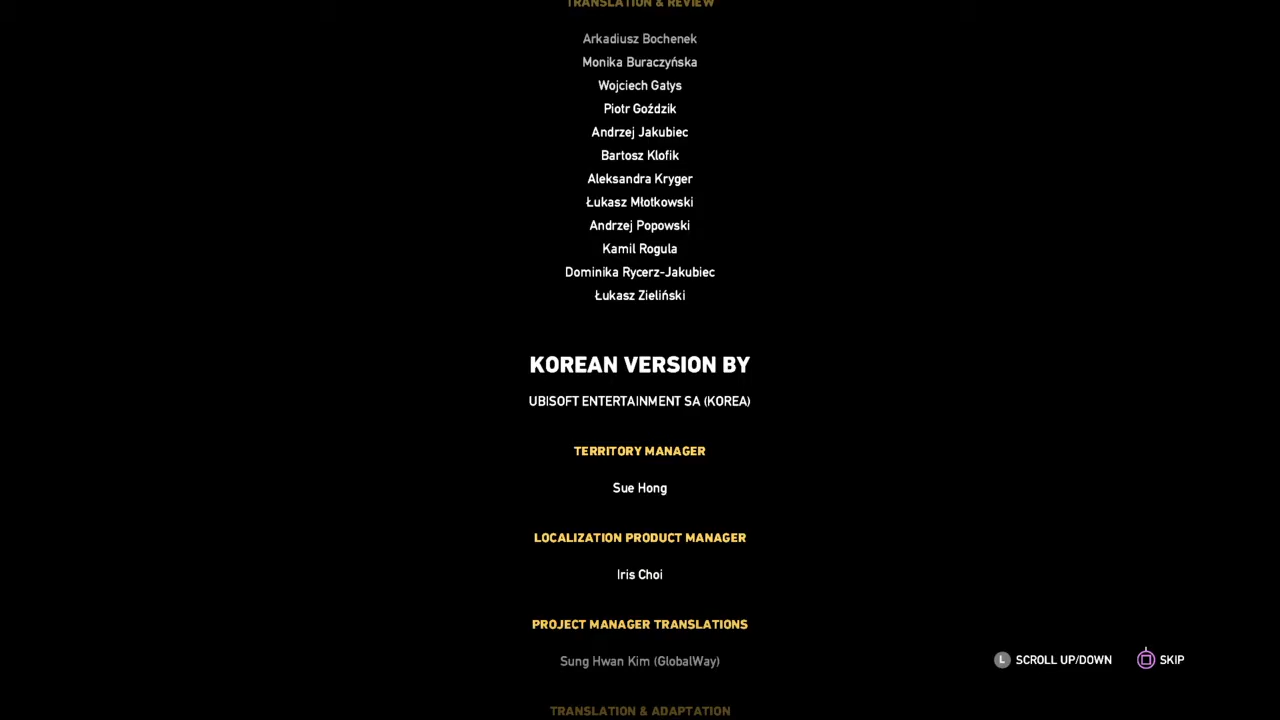 TRANSLATION & REVIEW
Arkadiusz Bochenek
Monika Buraczyńska
Wojciech Gatys
Piotr Goździk
Andrzej Jakubiec
Bartosz Klofik
Aleksandra Kryger
Łukasz Młotkowski
Andrzej Popowski
Kamil Rogula
Dominika Rycerz-Jakubiec
Łukasz Zieliński
KOREAN VERSION BY
UBISOFT ENTERTAINMENT SA (KOREA)
TERRITORY MANAGER
Sue Hong
LOCALIZATION PRODUCT MANAGER
Iris Choi
PROJECT MANAGER TRANSLATIONS
Sung Hwan Kim (GlobalWay)
L SCROLL UP/DOWN SKIP
TRANSLATION & ADAPTATION